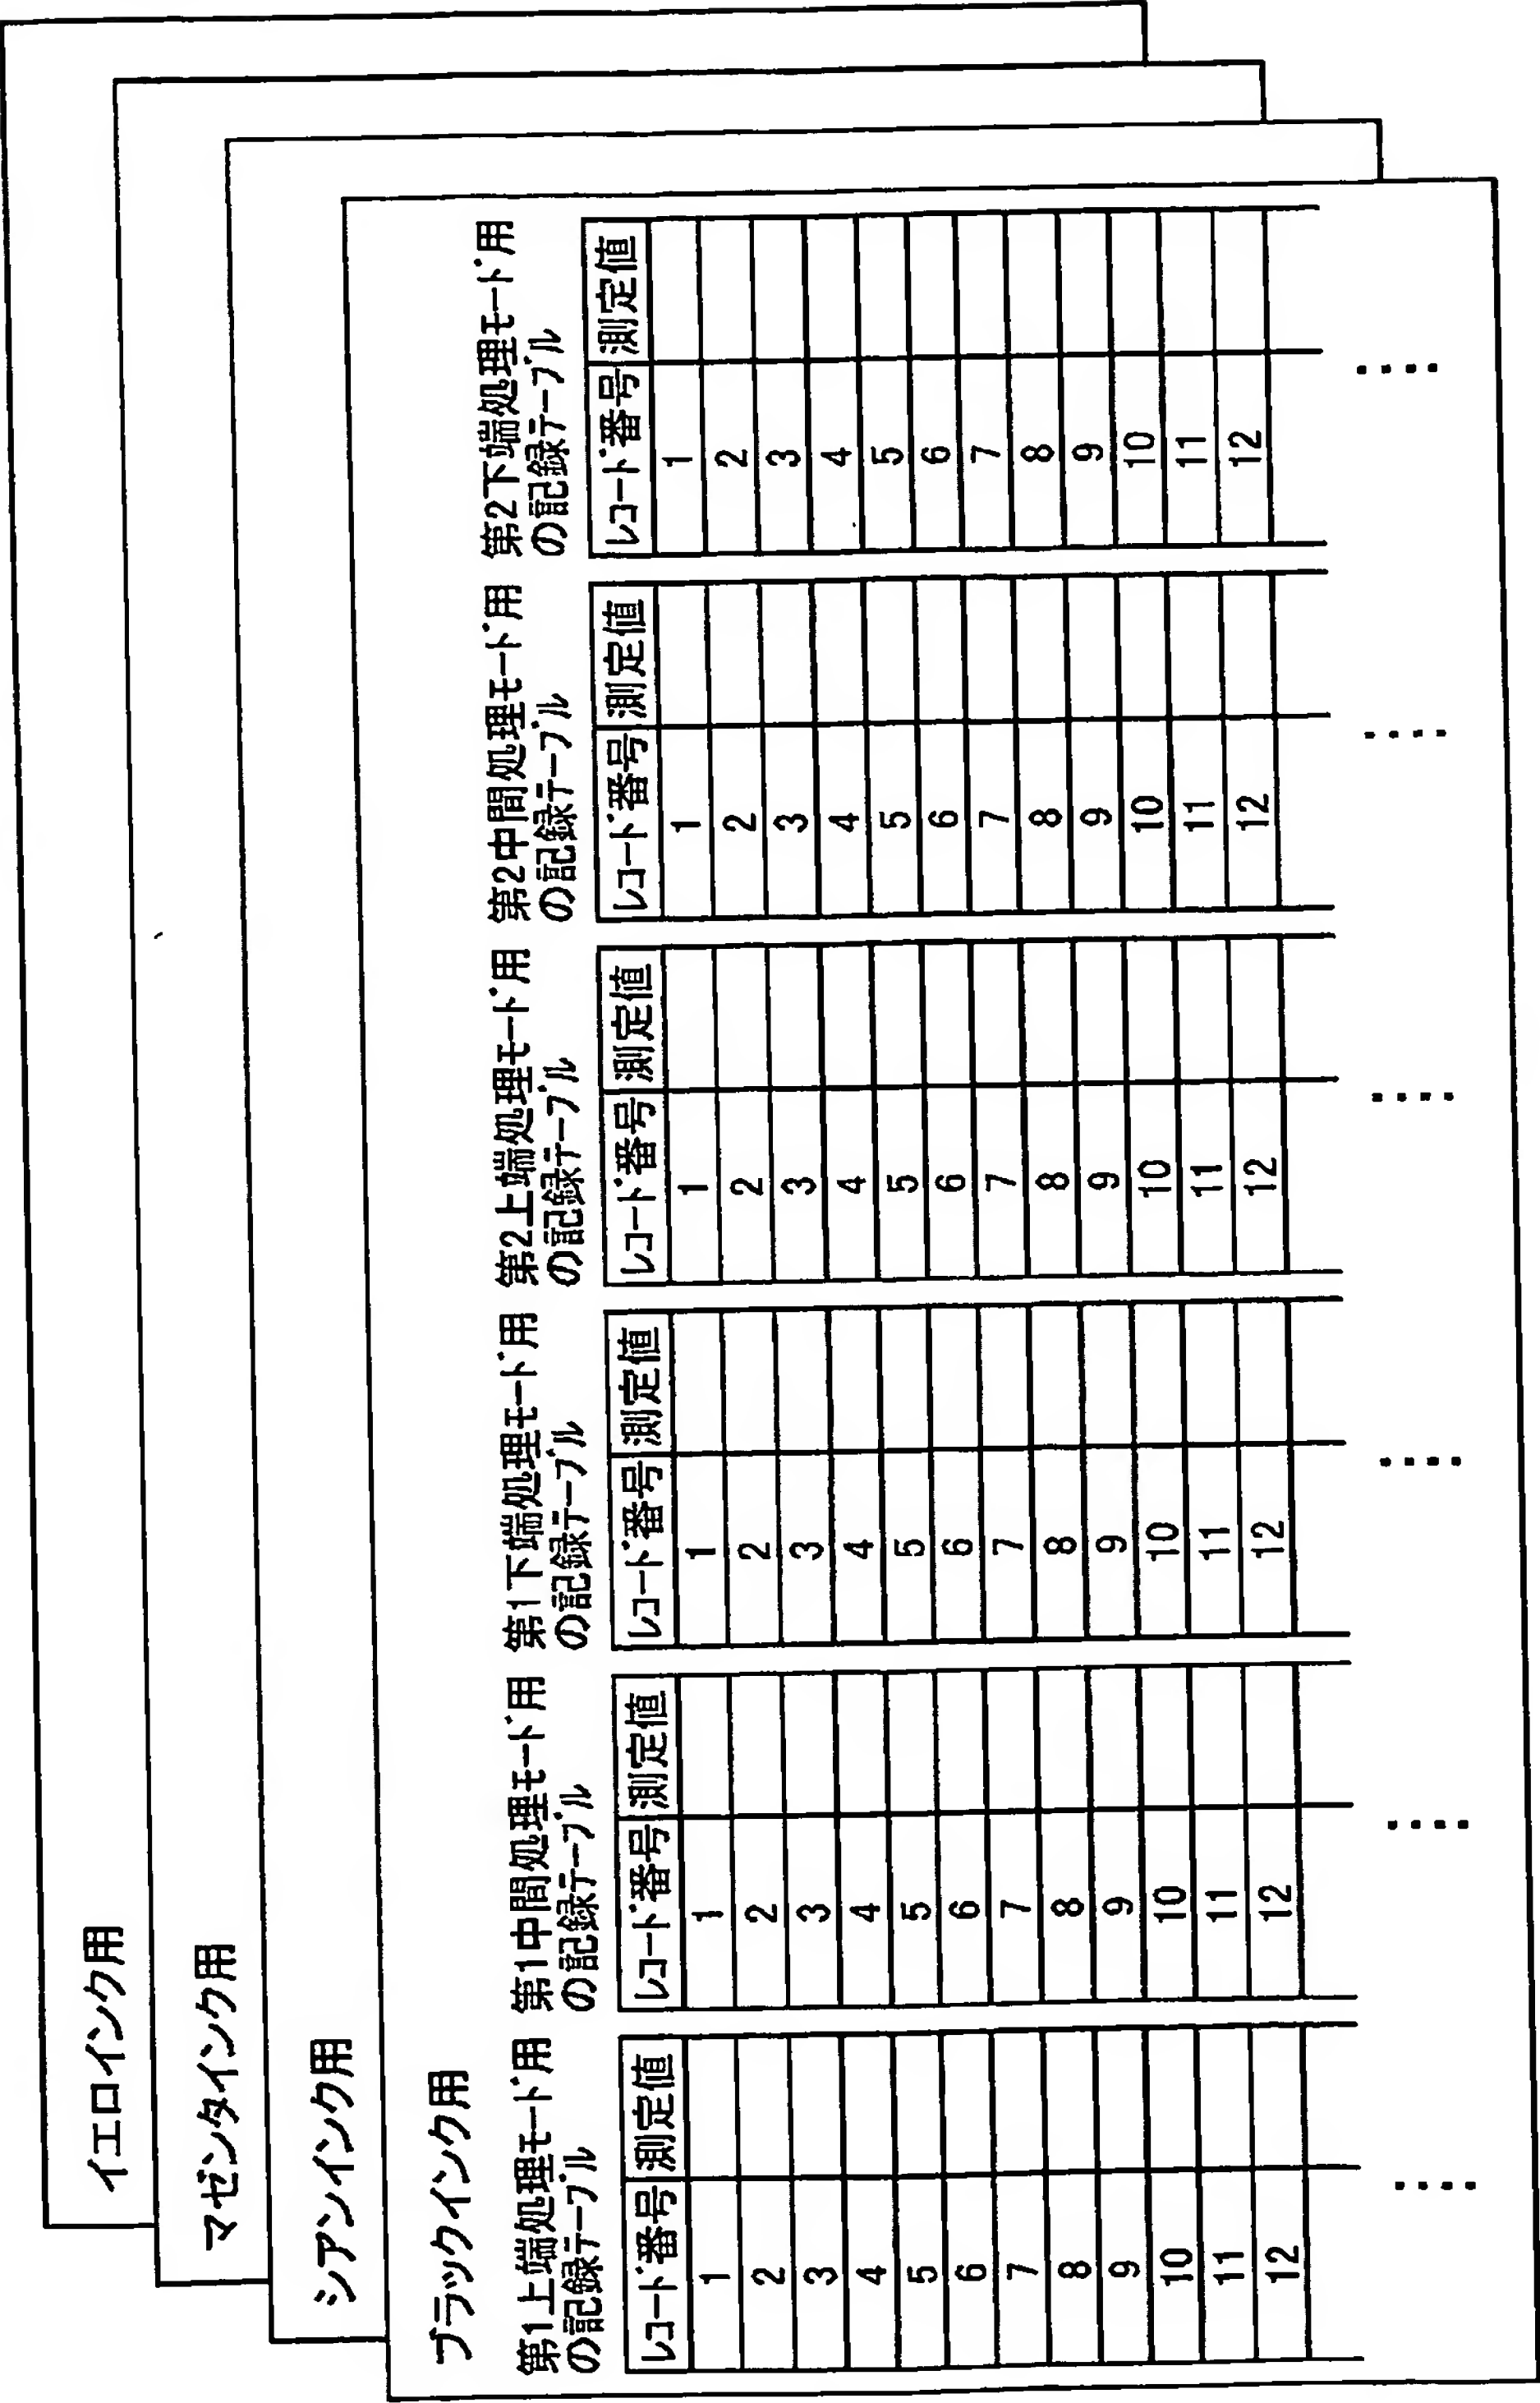 イエロインク用
マゼンタインク用
シアンインク用
ブラックインク用
第1上端処理モード用 第1中間処理モード用 第1下端処理モード用 第2上端処理モード用 第2中間処理モード用 第2下端処理モード用
の記録テーブル の記録テーブル の記録テーブル の記録テーブル の記録テーブル の記録テーブル
レコード番号 測定値 レコード番号 測定値 レコード番号 測定値 レコード番号 測定値 レコード番号 測定値 レコード番号 測定値
1 1 1 1 1 1
2 2 2 2 2 2
3 3 3 3 3 3
4 4 4 4 4 4
5 5 5 5 5 5
6 6 6 6 6 6
7 7 7 7 7 7
8 8 8 8 8 8
9 9 9 9 9 9
10 10 10 10 10 10
11 11 11 11 11 11
12 12 12 12 12 12